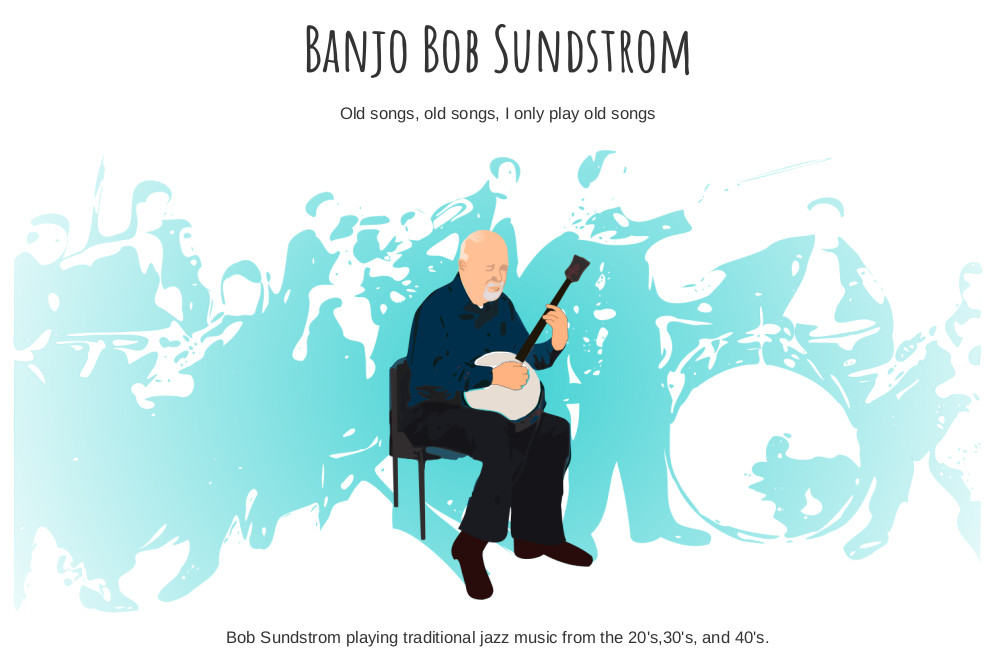 Banjo Bob Sundstrom
Old songs, old songs, I only play old songs
Bob Sundstrom playing traditional jazz music from the 20's,30's, and 40's.